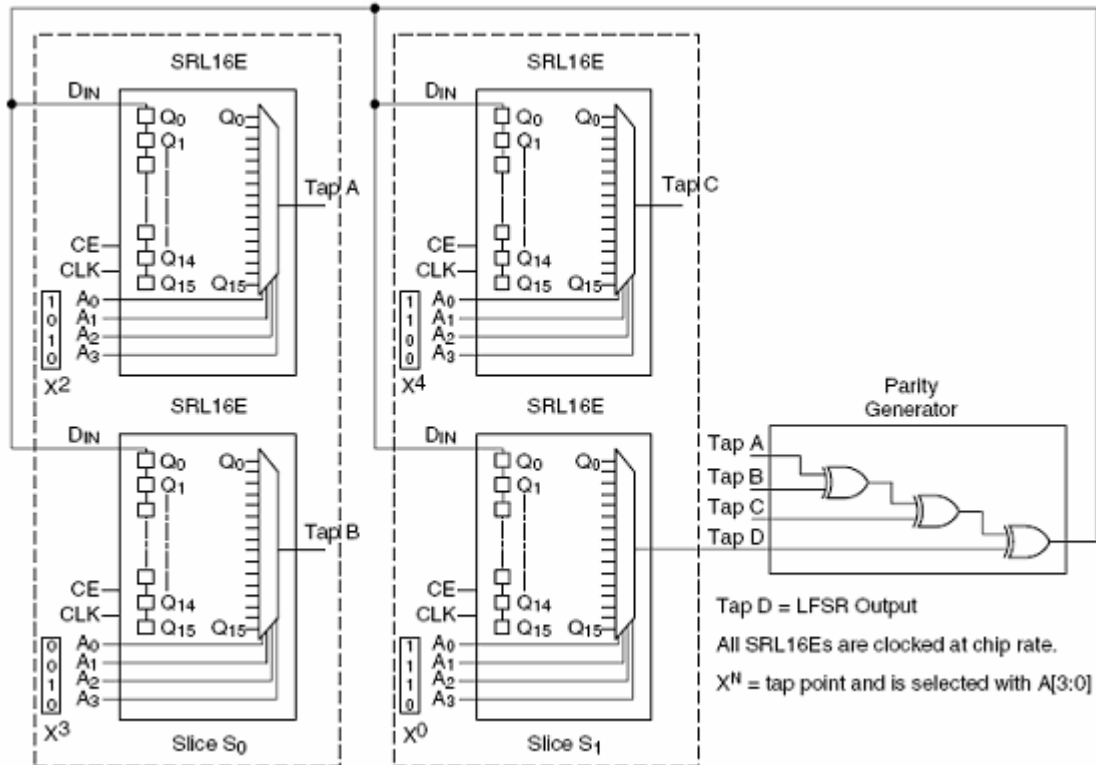 SRL16E
DIN
Q0
Q1
Q14
Q15
Q0
Q15
Tap A
CE
CLK
1 A0
0 A1
1 A2
0 A3
X2
SRL16E
DIN
Q0
Q1
Q14
Q15
Q0
Q15
Tap C
CE
CLK
1 A0
1 A1
0 A2
0 A3
X4
SRL16E
DIN
Q0
Q1
Q14
Q15
Q0
Q15
Tap B
CE
CLK
0 A0
0 A1
1 A2
0 A3
X3
Slice S0
SRL16E
DIN
Q0
Q1
Q14
Q15
Q0
Q15
CE
CLK
1 A0
1 A1
1 A2
0 A3
X0
Slice S1
Parity
Generator
Tap A
Tap B
Tap C
Tap D
Tap D = LFSR Output
All SRL16Es are clocked at chip rate.
XN = tap point and is selected with A[3:0]